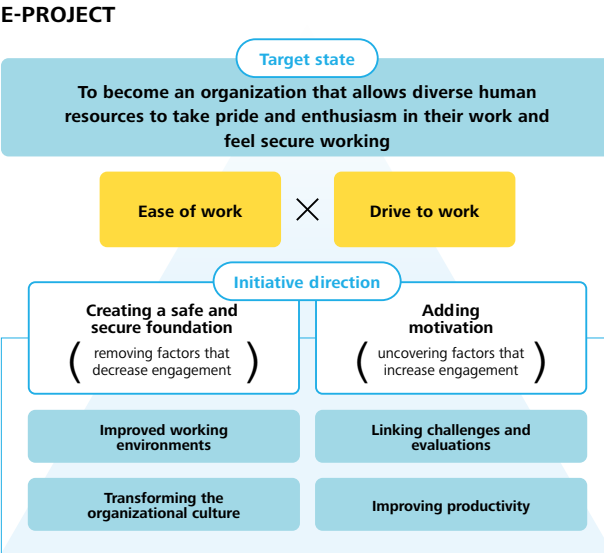 E-PROJECT
Target state
To become an organization that allows diverse human
resources to take pride and enthusiasm in their work and
feel secure working
Ease of work
×
Drive to work
Initiative direction
Creating a safe and
secure foundation
(removing factors that
decrease engagement)
Adding
motivation
(uncovering factors that
increase engagement)
Improved working
environments
Linking challenges and
evaluations
Transforming the
organizational culture
Improving productivity